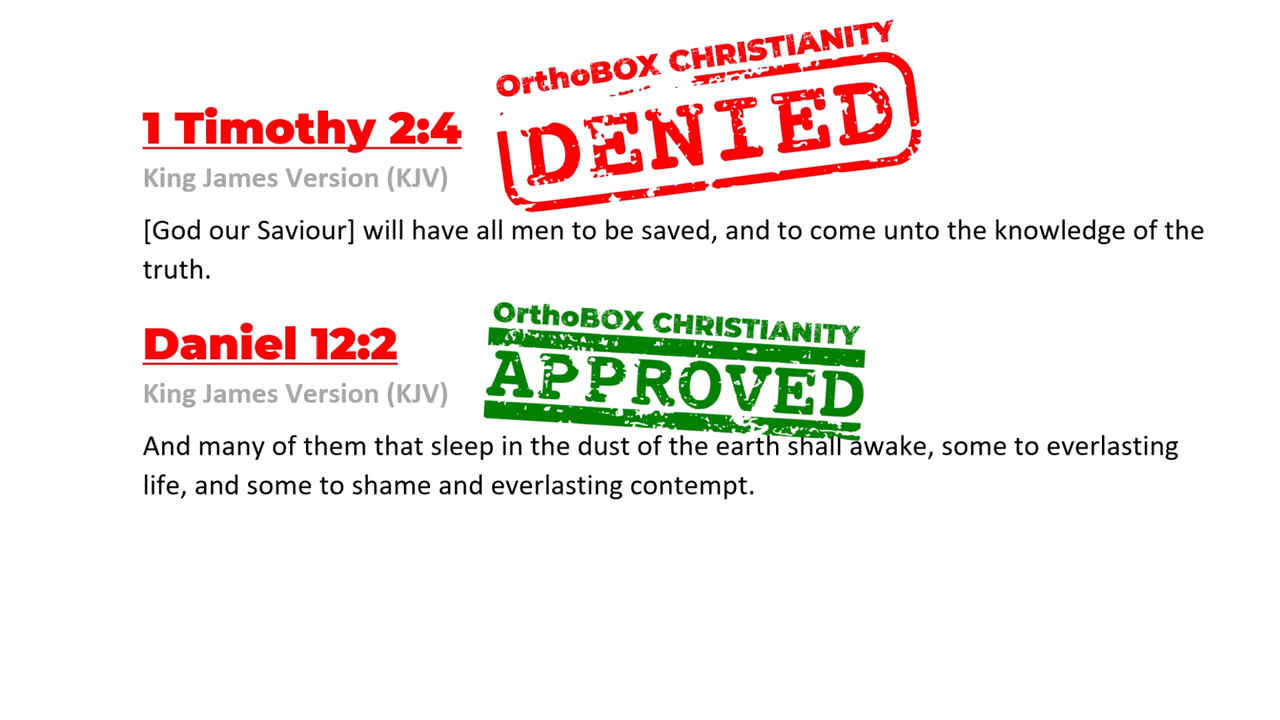 OrthoBOX CHRISTIANITY
DENIED
1 Timothy 2:4
King James Version (KJV)
[God our Saviour] will have all men to be saved, and to come unto the knowledge of the
truth.
OrthoBOX CHRISTIANITY
APPROVED
Daniel 12:2
King James Version (KJV)
And many of them that sleep in the dust of the earth shall awake, some to everlasting
life, and some to shame and everlasting contempt.